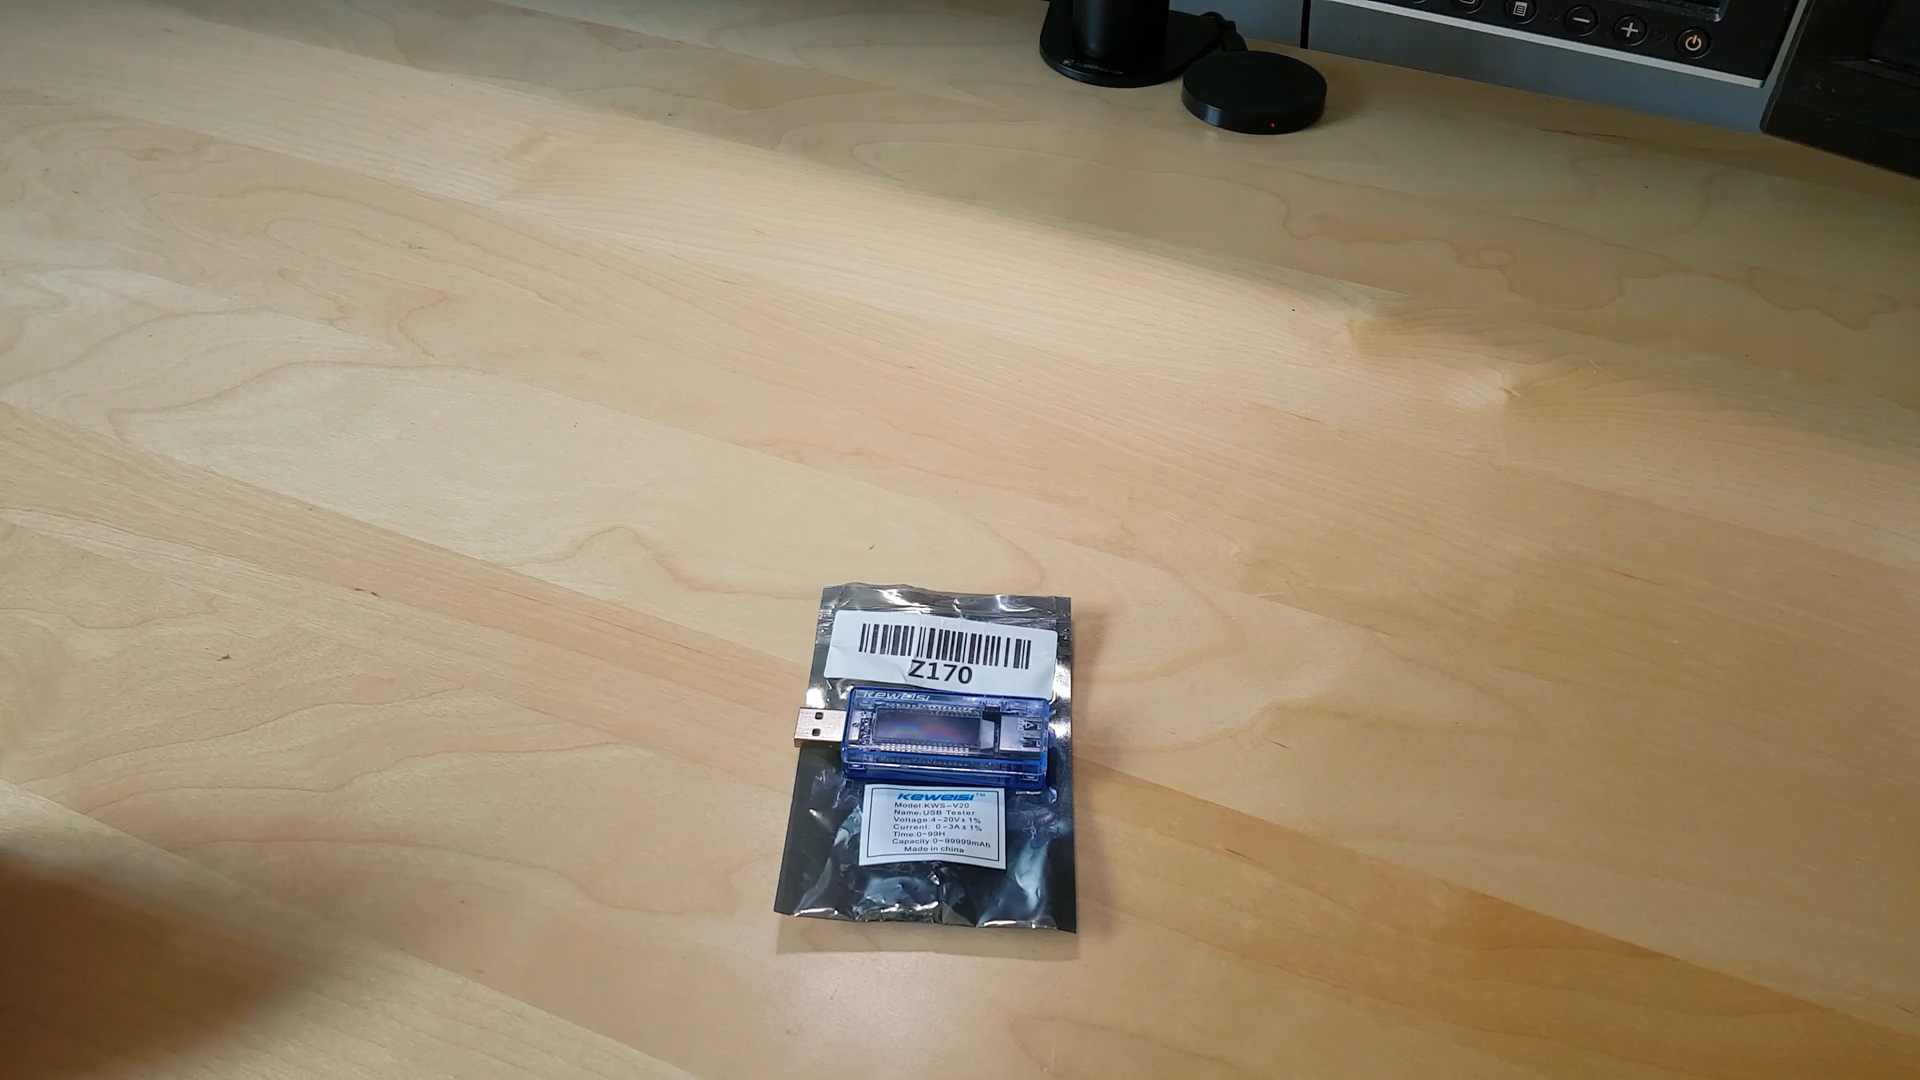 Z170
KEWEISI
KEWEISI™
Model:KWS-V20
Name:USB Tester
Voltage:4-20V±1%
Current: 0-3A±1%
Time:0-99H
Capacity:0-99999mAh
Made in china